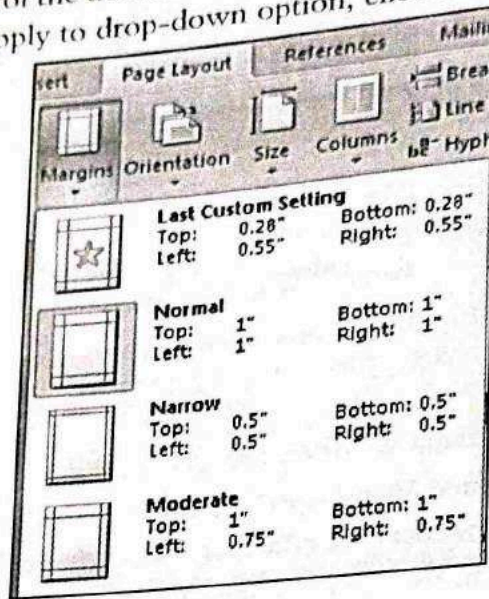 of the
pply to drop-down option,
sert Page Layout References Mailin
Margins Orientation Size Columns
Brea
Line
Hyph
Last Custom Setting
Top: 0.28" Bottom: 0.28"
Left: 0.55" Right: 0.55"
Normal
Top: 1" Bottom: 1"
Left: 1" Right: 1"
Narrow
Top: 0.5" Bottom: 0.5"
Left: 0.5" Right: 0.5"
Moderate
Top: 1" Bottom: 1"
Left: 0.75" Right: 0.75"